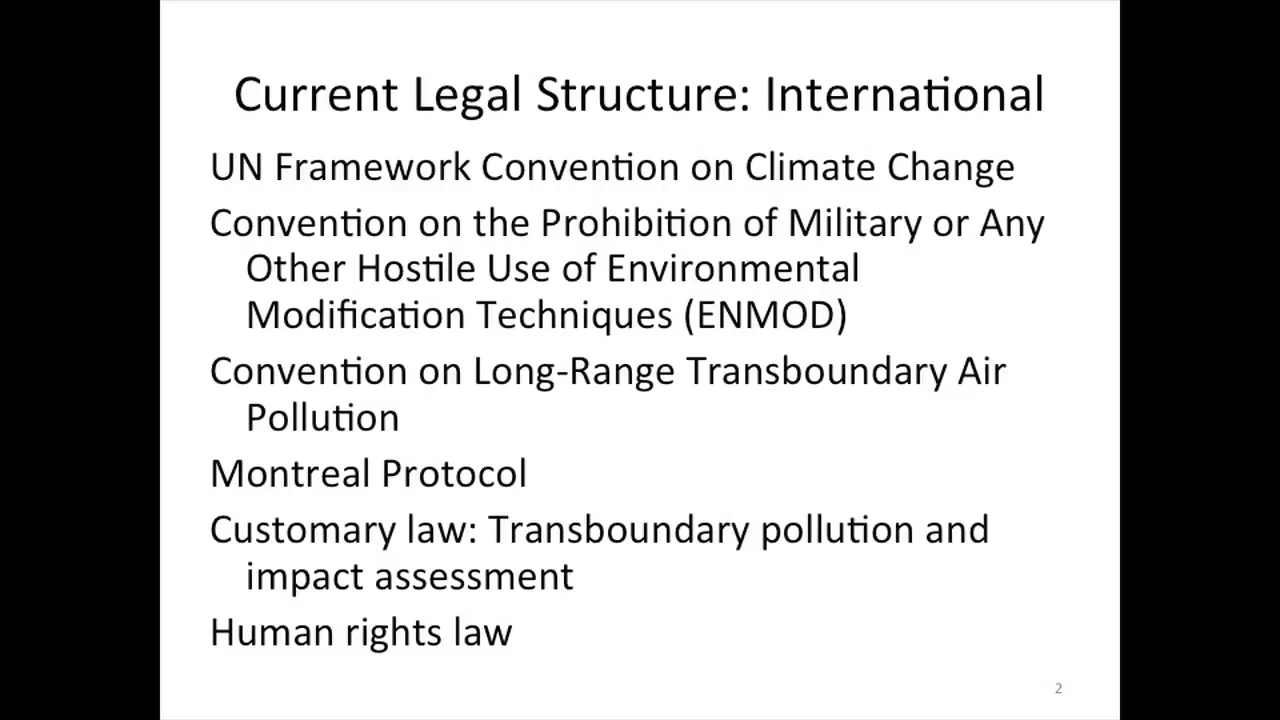 Current Legal Structure: International
UN Framework Convention on Climate Change
Convention on the Prohibition of Military or Any
Other Hostile Use of Environmental
Modification Techniques (ENMOD)
Convention on Long-Range Transboundary Air
Pollution
Montreal Protocol
Customary law: Transboundary pollution and
impact assessment
Human rights law
2